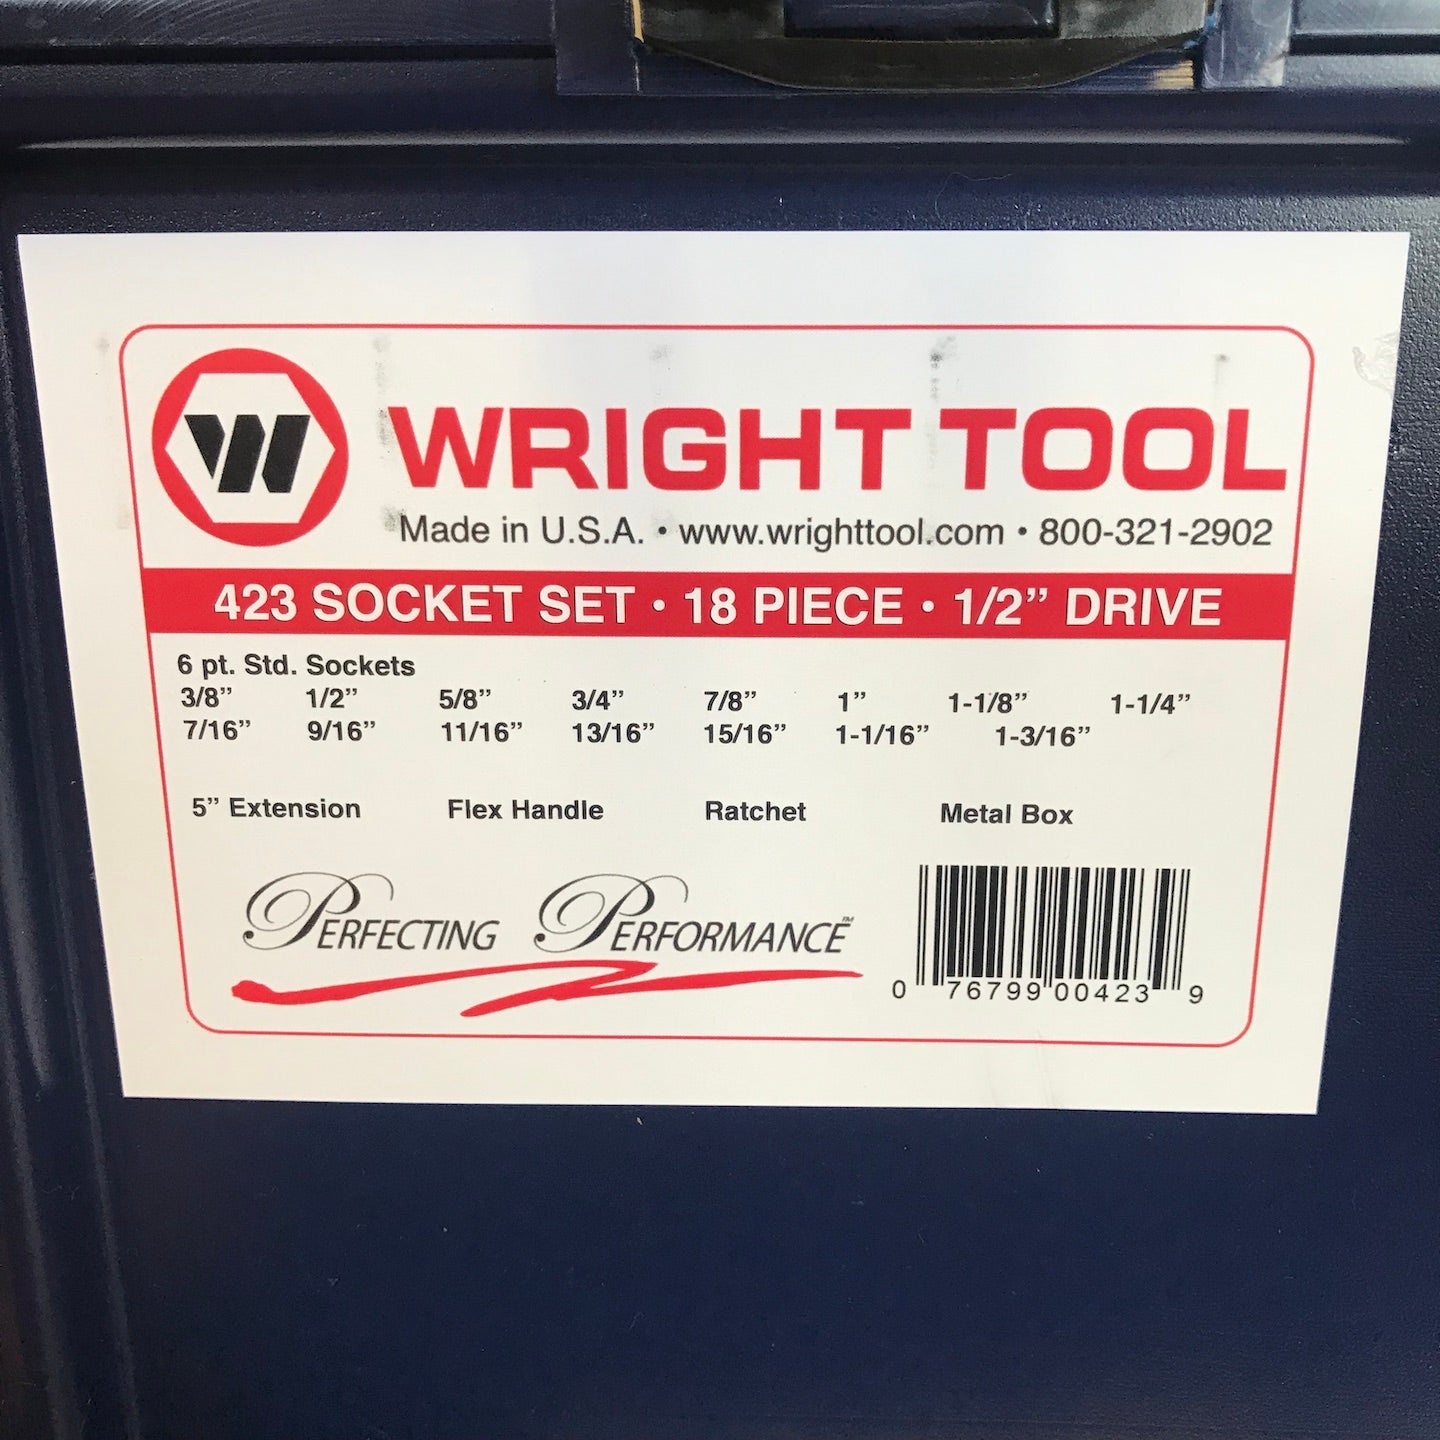 W
WRIGHT TOOL
Made in U.S.A. • www.wrighttool.com • 800-321-2902
423 SOCKET SET • 18 PIECE • 1/2” DRIVE
6 pt. Std. Sockets
3/8” 1/2” 5/8” 3/4” 7/8” 1” 1-1/8” 1-1/4”
7/16” 9/16” 11/16” 13/16” 15/16” 1-1/16” 1-3/16”
5” Extension Flex Handle Ratchet Metal Box
PERFECTING PERFORMANCE™
0 76799 00423 9